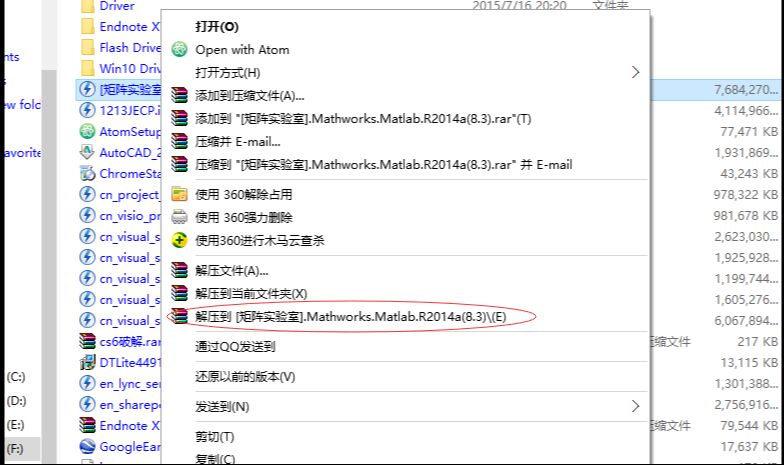 Driver 2015/7/16 20:20 文件夹
Endnote X
Flash Drive
Win10 Driv
[矩阵实验室 7,684,270...
1213JECP.i 4,114,966...
AtomSetup 77,471 KB
AutoCAD_2 1,931,869...
ChromeSta 43,243 KB
cn_project_ 978,322 KB
cn_visio_pr 981,678 KB
cn_visual_s 2,623,030...
cn_visual_s 1,925,928...
cn_visual_s 1,199,744...
cn_visual_s 1,605,276...
cn_visual_s 6,067,894...
cs6破解.rar 压缩文件 217 KB
DTLite4491 13,115 KB
en_lync_ser 1,301,388...
en_sharepo 2,756,916...
Endnote X 压缩文件 79,544 KB
GoogleEar 17,637 KB
nts
ew fold
avorite
(C:)
(D:)
(E:)
(F:)
打开(O)
Open with Atom
打开方式(H)
添加到压缩文件(A)...
添加到 "[矩阵实验室].Mathworks.Matlab.R2014a(8.3).rar"(T)
压缩并 E-mail...
压缩到 "[矩阵实验室].Mathworks.Matlab.R2014a(8.3).rar" 并 E-mail
使用 360解除占用
使用 360强力删除
使用360进行木马云查杀
解压文件(A)...
解压到当前文件夹(X)
解压到 [矩阵实验室].Mathworks.Matlab.R2014a(8.3)\(E)
通过QQ发送到
还原以前的版本(V)
发送到(N)
剪切(T)
复制(C)